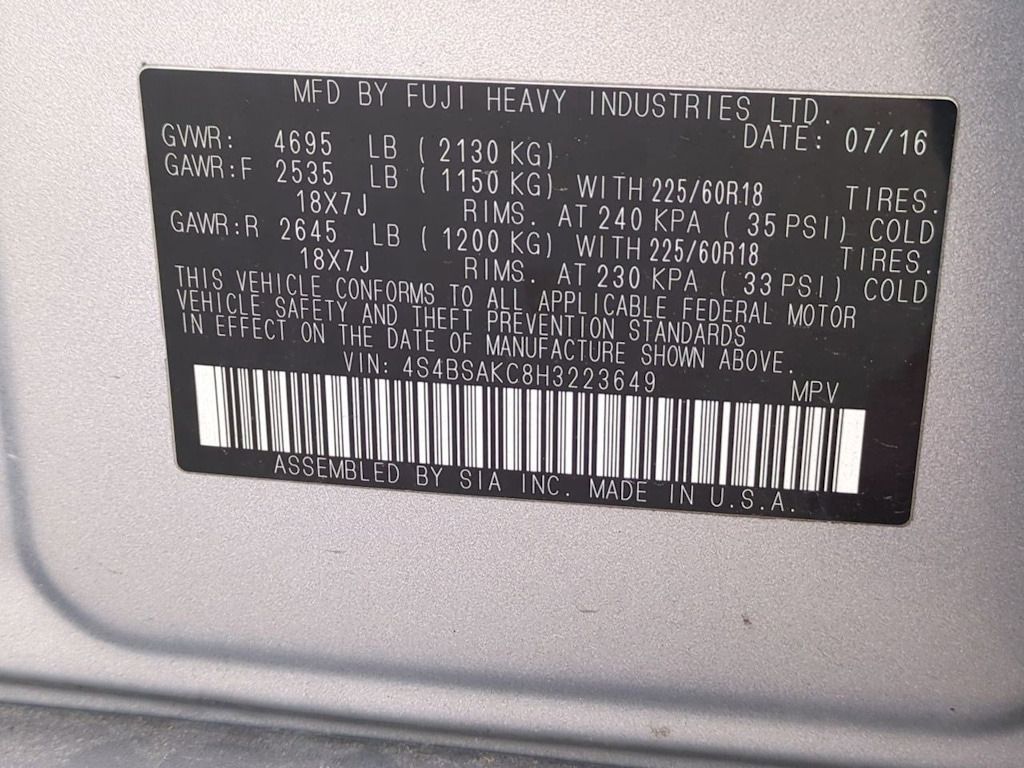 MFD BY FUJI HEAVY INDUSTRIES LTD.
GVWR: 4695 LB ( 2130 KG) DATE: 07/16
GAWR:F 2535 LB ( 1150 KG) WITH 225/60R18 TIRES.
18X7J RIMS. AT 240 KPA ( 35 PSI) COLD
GAWR:R 2645 LB ( 1200 KG) WITH 225/60R18 TIRES.
18X7J RIMS. AT 230 KPA ( 33 PSI) COLD
THIS VEHICLE CONFORMS TO ALL APPLICABLE FEDERAL MOTOR
VEHICLE SAFETY AND THEFT PREVENTION STANDARDS
IN EFFECT ON THE DATE OF MANUFACTURE SHOWN ABOVE.
VIN: 4S4BSAKC8H3223649 MPV
ASSEMBLED BY SIA INC. MADE IN U.S.A.